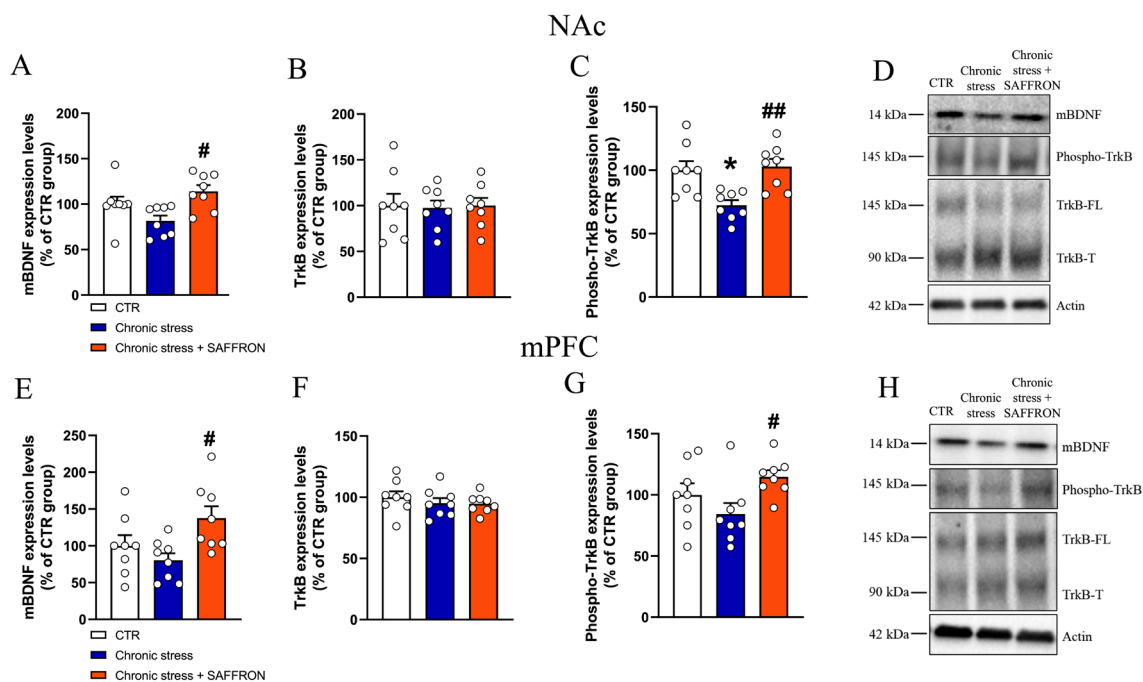 NAc
A
mBDNF expression levels
(% of CTR group)
200
150
100
50
0
#
CTR
Chronic stress
Chronic stress + SAFFRON
B
TrkB expression levels
(% of CTR group)
200
150
100
50
0
C
Phospho-TrkB expression levels
(% of CTR group)
150
100
50
0
*
##
D
CTR
Chronic
stress
Chronic
stress +
SAFFRON
14 kDa
mBDNF
145 kDa
Phospho-TrkB
145 kDa
TrkB-FL
90 kDa
TrkB-T
42 kDa
Actin
mPFC
E
mBDNF expression levels
(% of CTR group)
250
200
150
100
50
0
#
CTR
Chronic stress
Chronic stress + SAFFRON
F
TrkB expression levels
(% of CTR group)
150
100
50
0
G
Phospho-TrkB expression levels
(% of CTR group)
150
100
50
0
#
H
CTR
Chronic
stress
Chronic
stress +
SAFFRON
14 kDa
mBDNF
145 kDa
Phospho-TrkB
145 kDa
TrkB-FL
90 kDa
TrkB-T
42 kDa
Actin